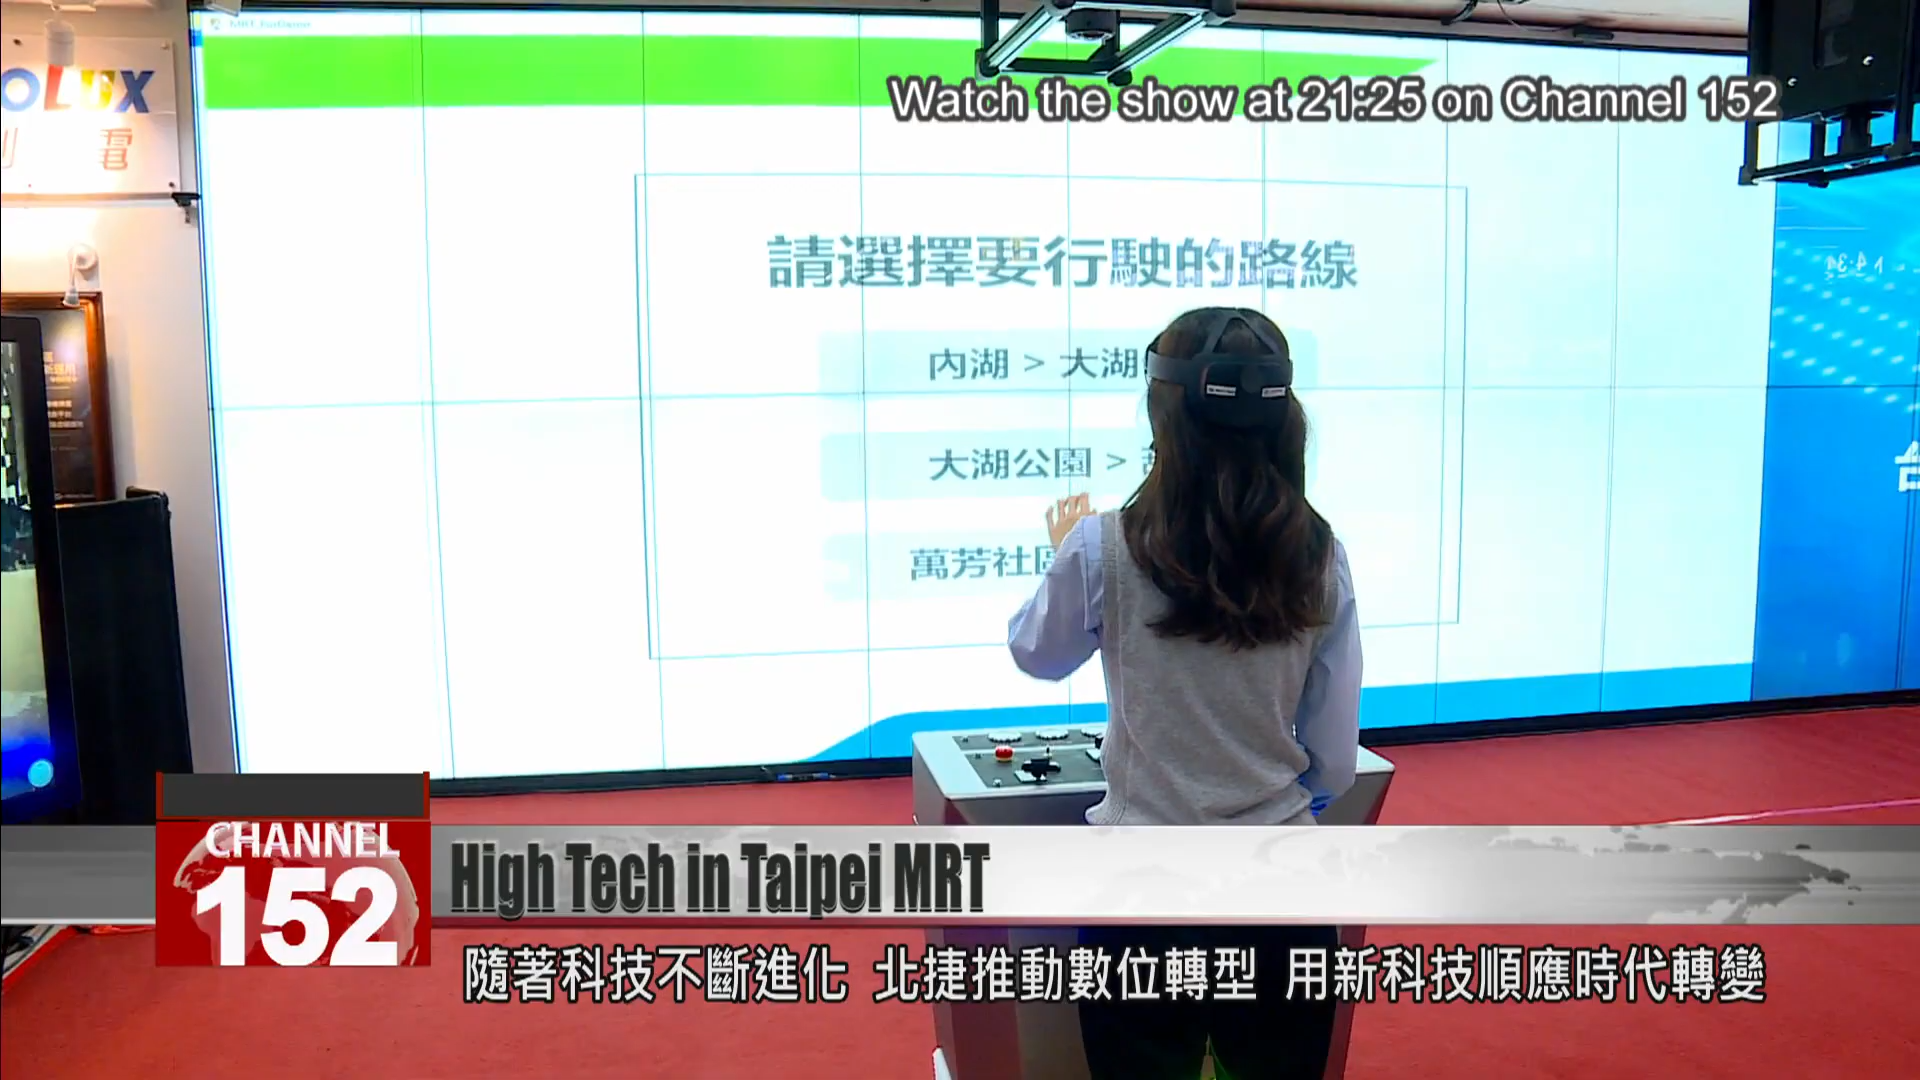 Watch the show at 21:25 on Channel 152
電
請選擇要行駛的路線
內湖 > 大湖
大湖公園 >
萬芳社區
CHANNEL
152
High Tech in Taipei MRT
隨著科技不斷進化 北捷推動數位轉型 用新科技順應時代轉變